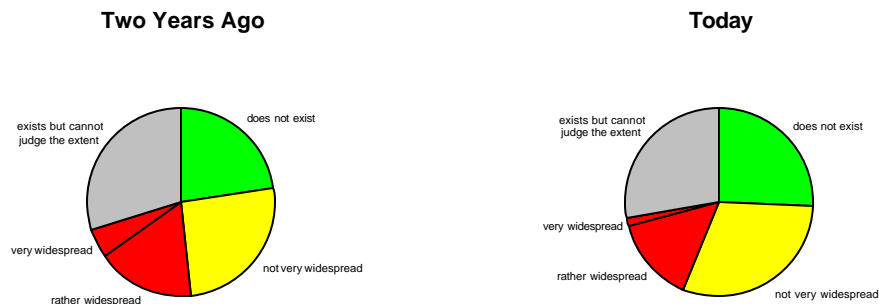 Two Years Ago
exists but cannot
judge the extent
does not exist
very widespread
not very widespread
rather widespread
Today
exists but cannot
judge the extent
does not exist
very widespread
rather widespread
not very widespread